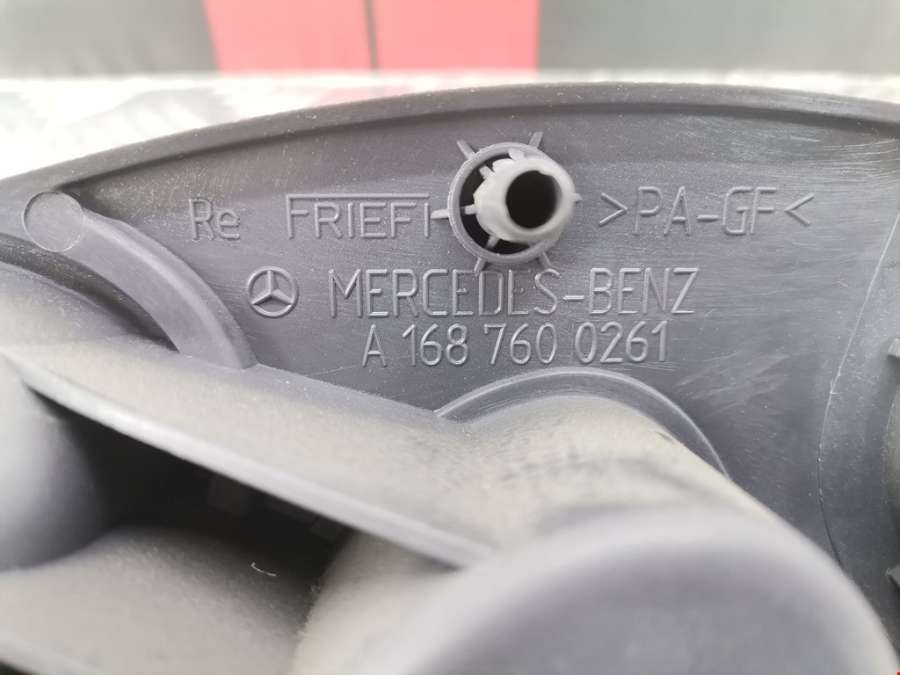 Re FRIEFI >PA-GF<
MERCEDES-BENZ
A 168 760 0261